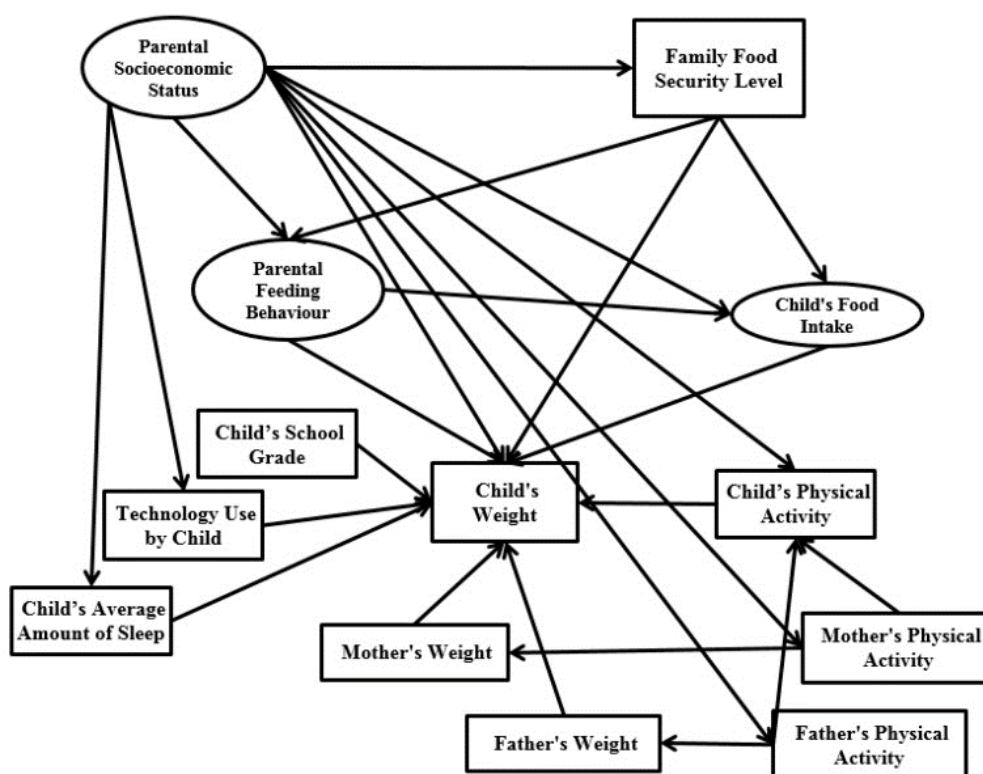 Parental
Socioeconomic
Status
Family Food
Security Level
Parental
Feeding
Behaviour
Child's Food
Intake
Child’s School
Grade
Child's
Weight
Child’s Physical
Activity
Technology Use
by Child
Child’s Average
Amount of Sleep
Mother's Weight
Mother's Physical
Activity
Father's Weight
Father's Physical
Activity